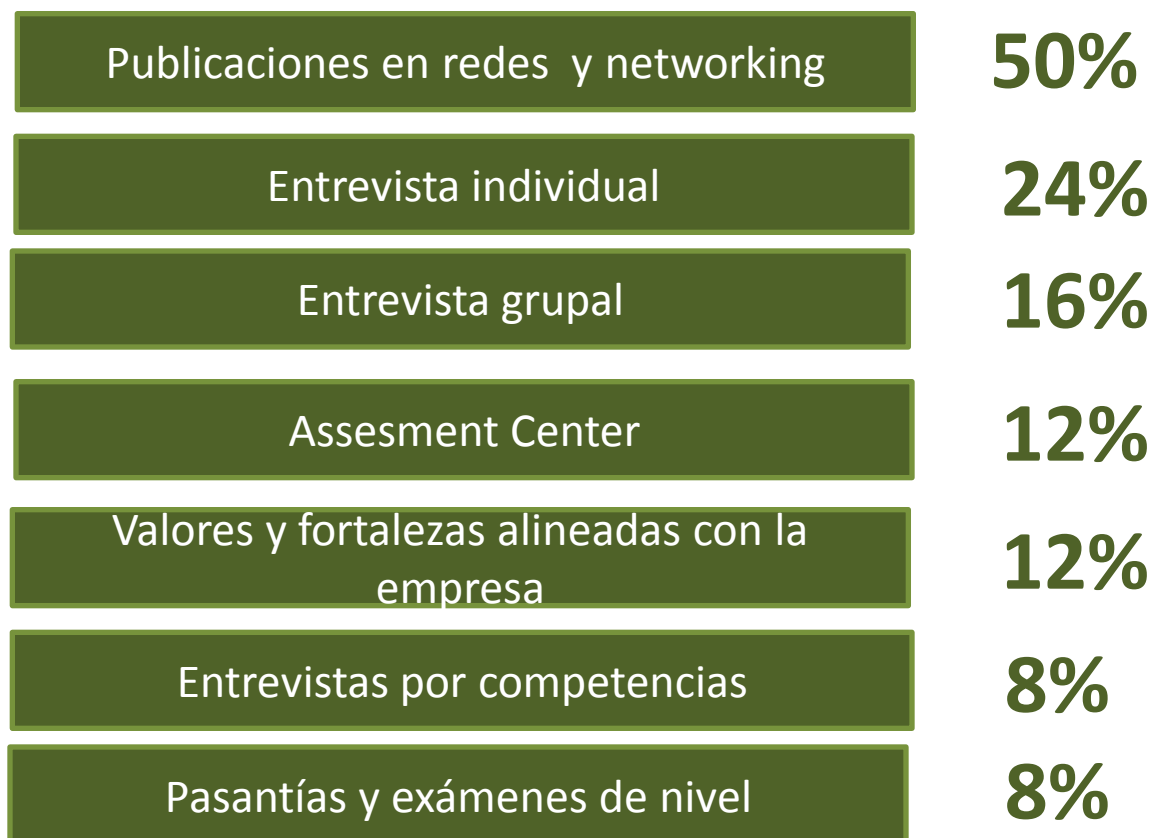 Publicaciones en redes y networking 50%
Entrevista individual 24%
Entrevista grupal 16%
Assesment Center 12%
Valores y fortalezas alineadas con la
empresa 12%
Entrevistas por competencias 8%
Pasantías y exámenes de nivel 8%